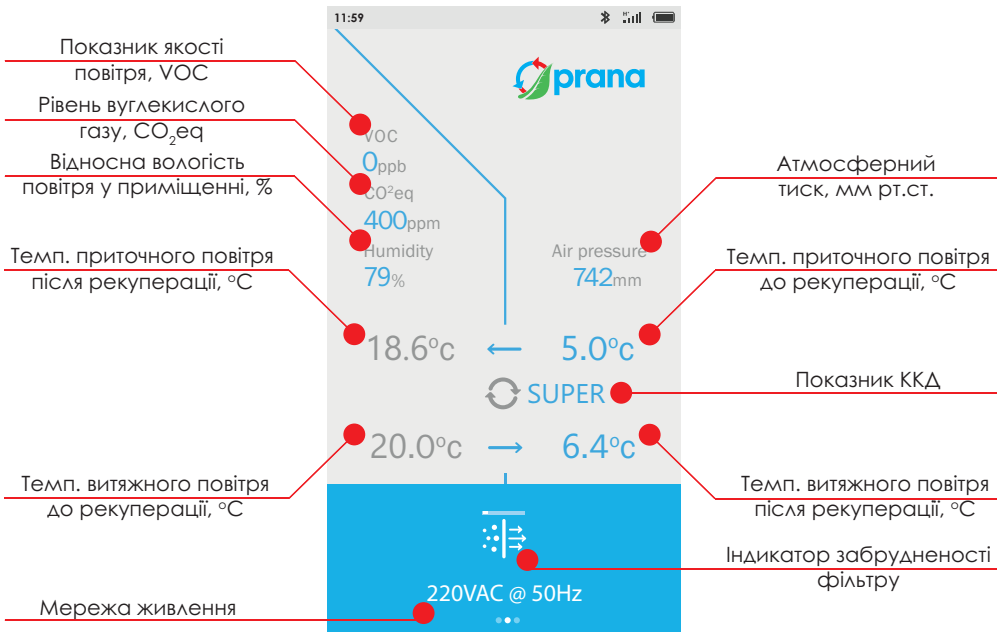 11:59
prana
Показник якості
повітря, VOC
Рівень вуглекислого
газу, CO₂eq
Відносна вологість
повітря у приміщенні, %
Темп. приточного повітря
після рекуперації, °С
Темп. витяжного повітря
до рекуперації, °С
Мережа живлення
VOC
0ppb
CO²eq
400ppm
Humidity
79%
Air pressure
742mm
18.6°c
5.0°c
SUPER
20.0°c
6.4°c
220VAC @ 50Hz
Атмосферний
тиск, мм рт.ст.
Темп. приточного повітря
до рекуперації, °С
Показник ККД
Темп. витяжного повітря
після рекуперації, °С
Індикатор забрудненості
фільтру